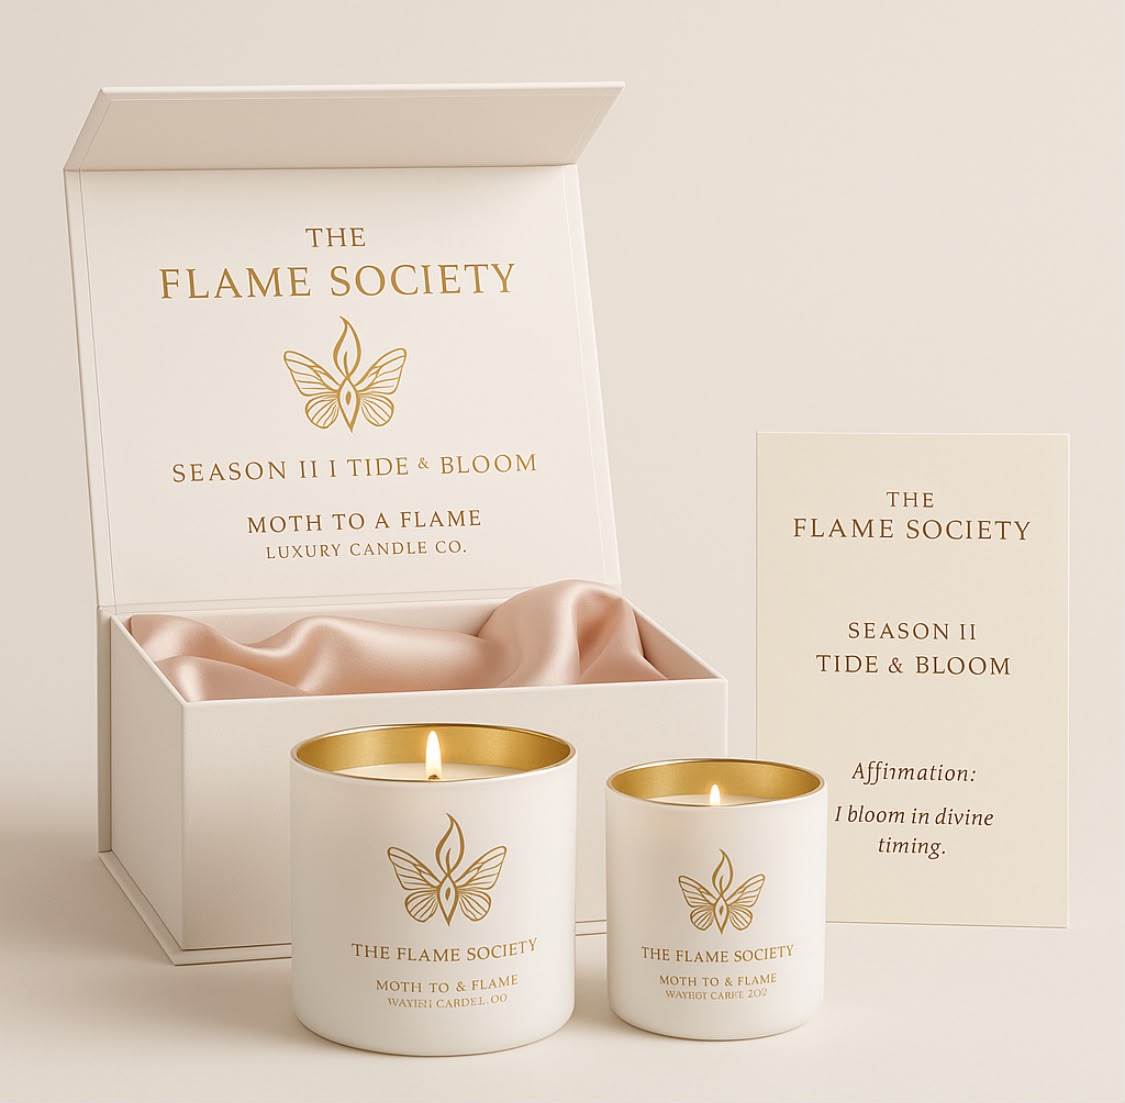 THE
FLAME SOCIETY
SEASON II I TIDE & BLOOM
MOTH TO A FLAME
LUXURY CANDLE CO.
THE
FLAME SOCIETY
SEASON II
TIDE & BLOOM
Affirmation:
I bloom in divine
timing.
THE FLAME SOCIETY
MOTH TO & FLAME
THE FLAME SOCIETY
MOTH TO & FLAME